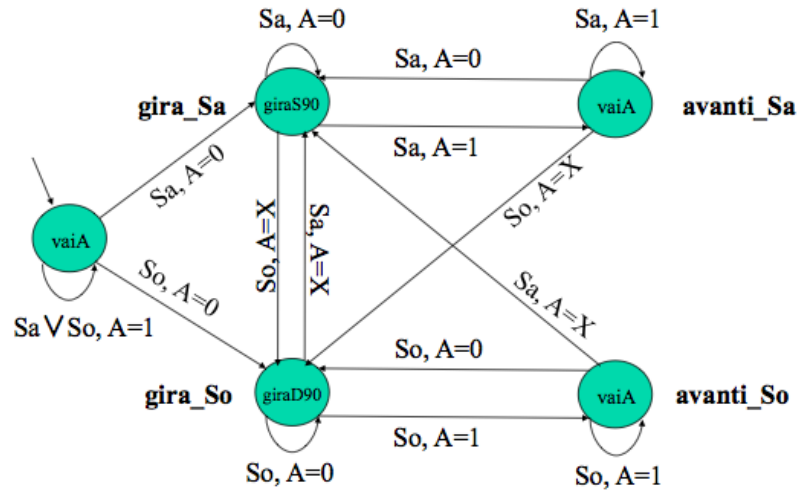 Sa, A=0
Sa, A=1
gira_Sa
giraS90
Sa, A=0
vaiA
avanti_Sa
Sa, A=1
Sa, A=0
So, A=X
Sa, A=X
So, A=X
Sa, A=X
vaiA
So, A=0
Sa∨So, A=1
gira_So
giraD90
So, A=0
vaiA
avanti_So
So, A=1
So, A=0
So, A=1